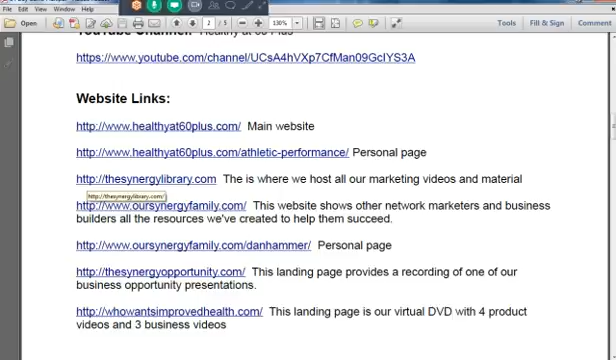 File Edit View Window Help
Open 2 / 5 130% Tools Fill & Sign Comment
YouTube Channel: Healthy at 60 Plus
https://www.youtube.com/channel/UCsA4hVXp7CfMan09GcIYS3A
Website Links:
http://www.healthyat60plus.com/ Main website
http://www.healthyat60plus.com/athletic-performance/ Personal page
http://thesynergylibrary.com The is where we host all our marketing videos and material
http://thesynergylibrary.com/
http://www.oursynergyfamily.com/ This website shows other network marketers and business
builders all the resources we've created to help them succeed.
http://www.oursynergyfamily.com/danhammer/ Personal page
http://thesynergyopportunity.com/ This landing page provides a recording of one of our
business opportunity presentations.
http://whowantsimprovedhealth.com/ This landing page is our virtual DVD with 4 product
videos and 3 business videos